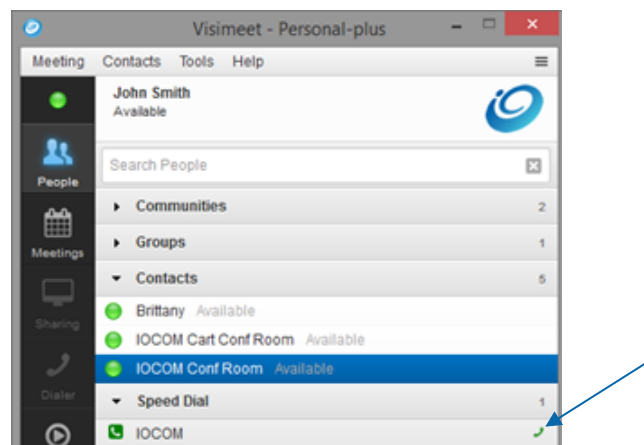 Visimeet - Personal-plus
Meeting Contacts Tools Help
John Smith
Available
Search People
People
Communities 2
Groups 1
Meetings
Contacts 5
Brittany Available
Sharing
IOCOM Cart Conf Room Available
IOCOM Conf Room Available
Dialer
Speed Dial 1
IOCOM